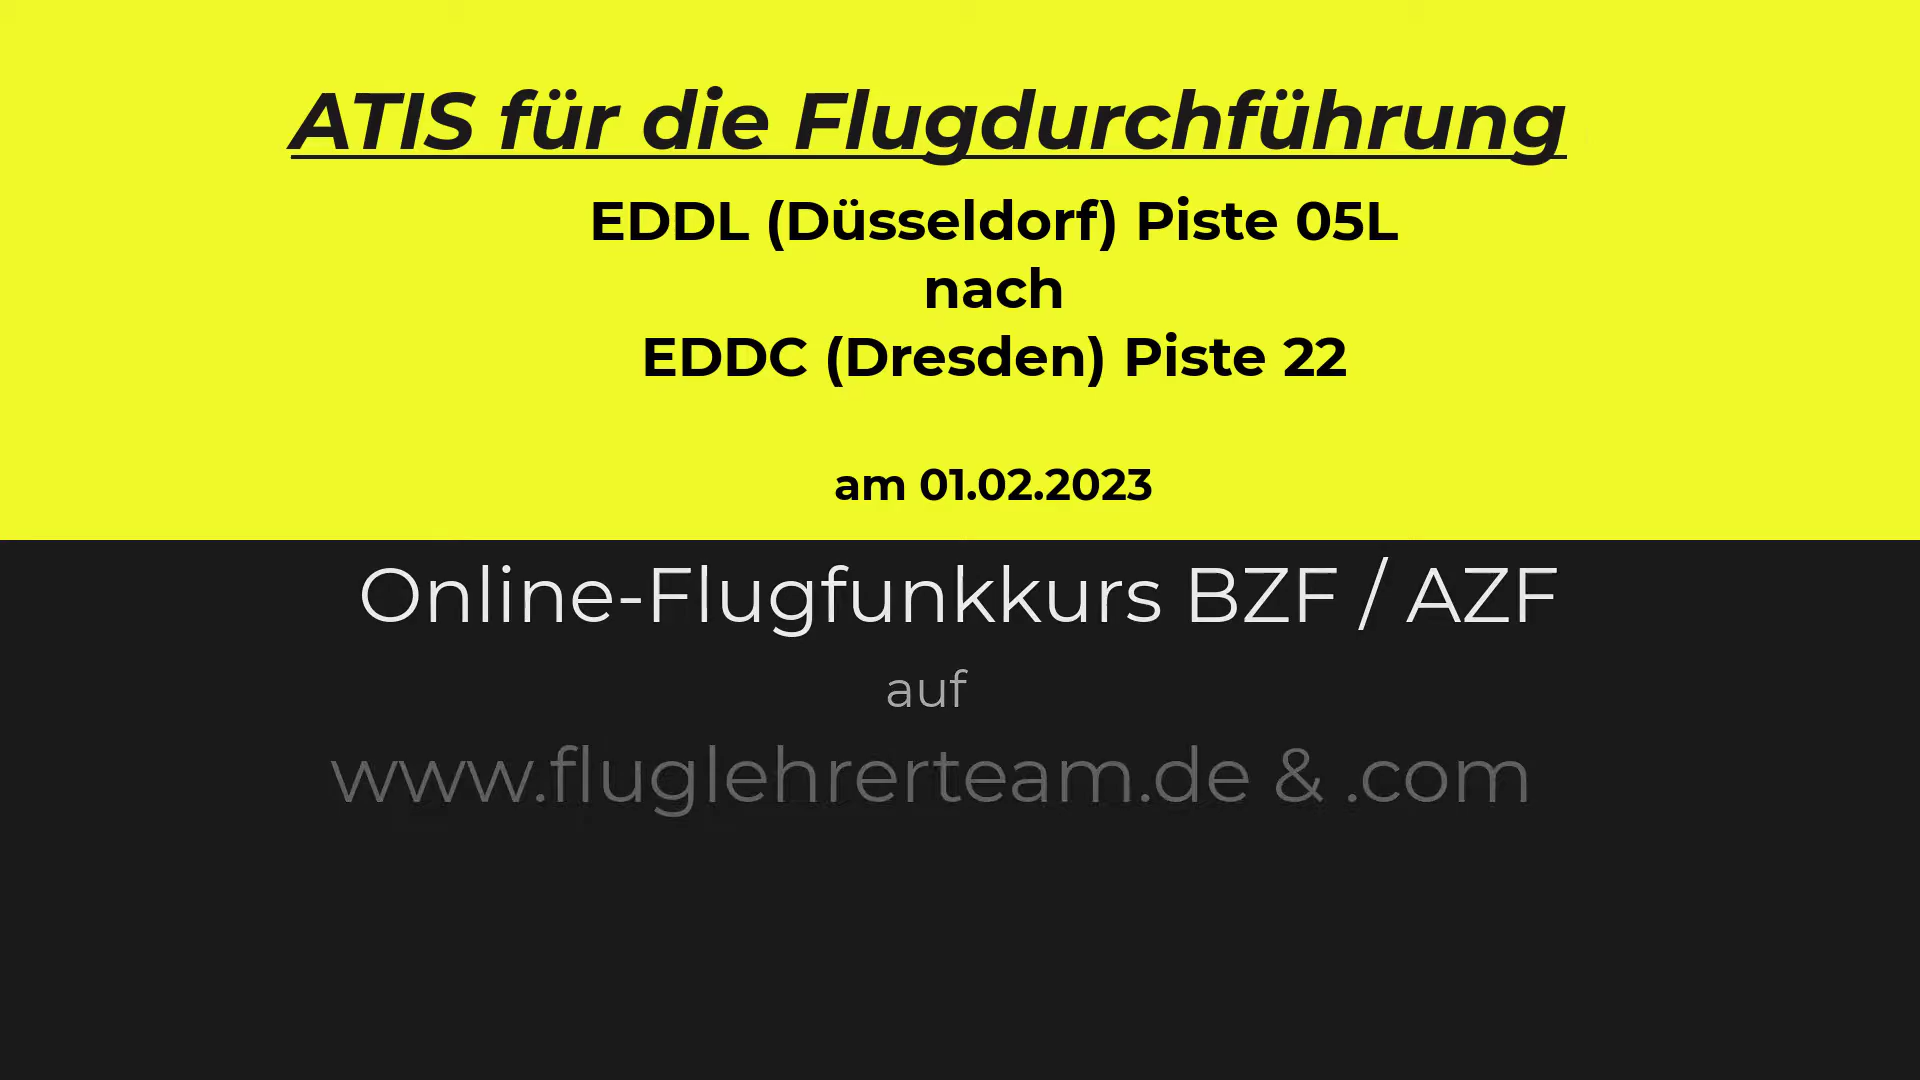 ATIS für die Flugdurchführung
EDDL (Düsseldorf) Piste 05L
nach
EDDC (Dresden) Piste 22
am 01.02.2023
Online-Flugfunkkurs BZF / AZF
auf
www.fluglehrerteam.de & .com